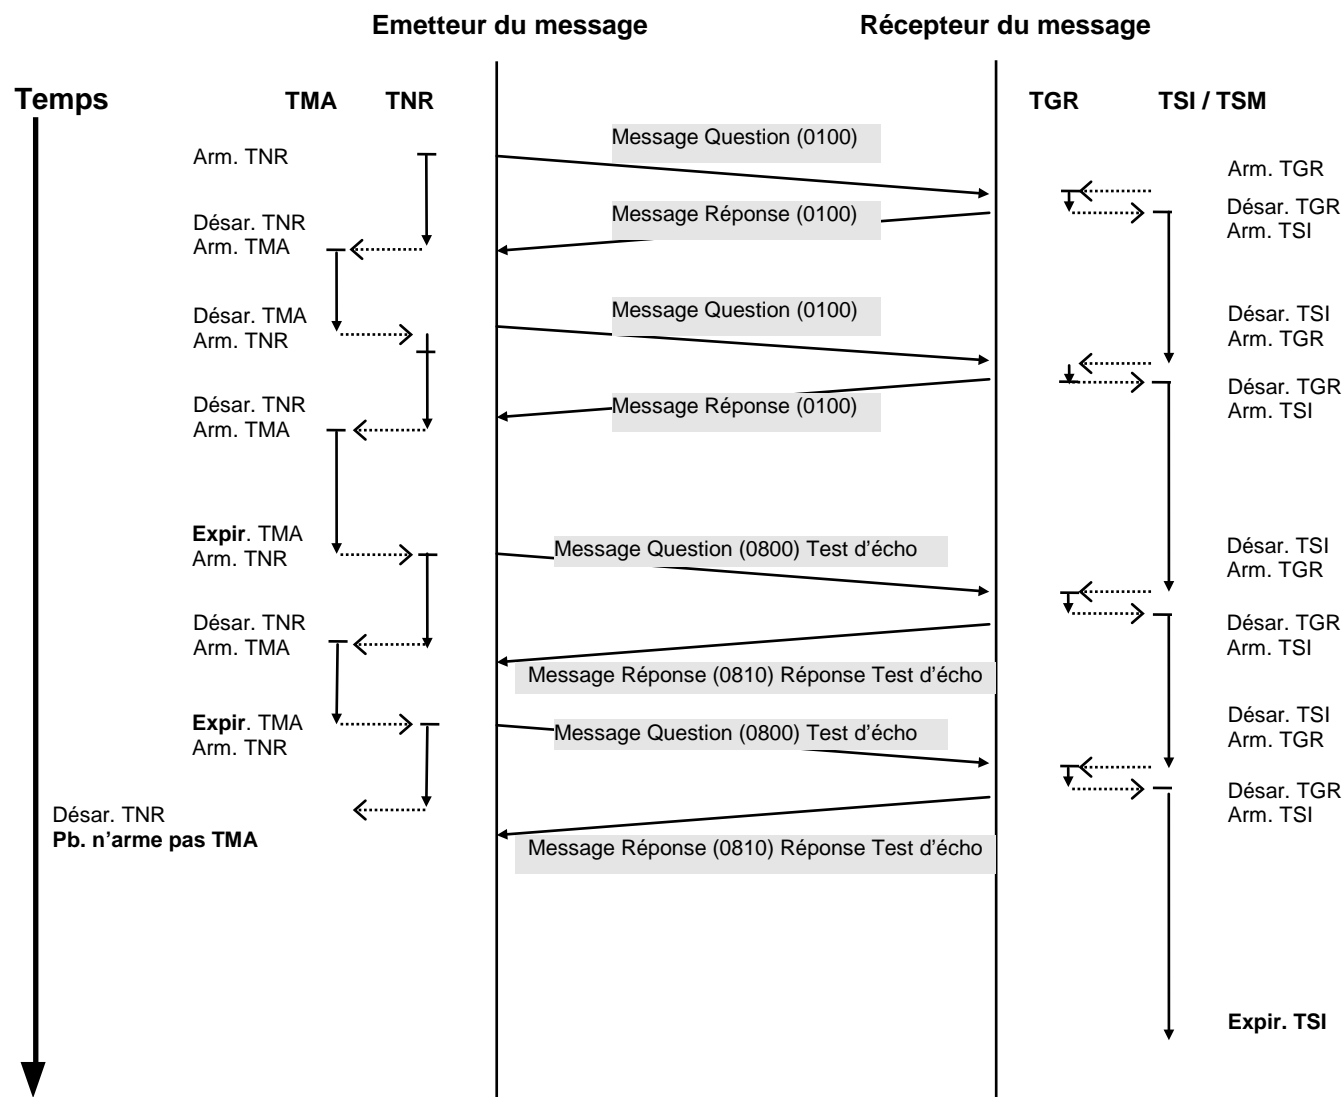 Emetteur du message
Récepteur du message
Temps
TMA
TNR
TGR
TSI / TSM
Message Question (0100)
Arm. TNR
Arm. TGR
Message Réponse (0100)
Désar. TNR
Arm. TMA
Désar. TGR
Arm. TSI
Message Question (0100)
Désar. TMA
Arm. TNR
Désar. TSI
Arm. TGR
Message Réponse (0100)
Désar. TNR
Arm. TMA
Désar. TGR
Arm. TSI
Expir. TMA
Arm. TNR
Message Question (0800) Test d'écho
Désar. TSI
Arm. TGR
Désar. TNR
Arm. TMA
Désar. TGR
Arm. TSI
Message Réponse (0810) Réponse Test d'écho
Expir. TMA
Arm. TNR
Message Question (0800) Test d'écho
Désar. TSI
Arm. TGR
Désar. TNR
Pb. n'arme pas TMA
Désar. TGR
Arm. TSI
Message Réponse (0810) Réponse Test d'écho
Expir. TSI